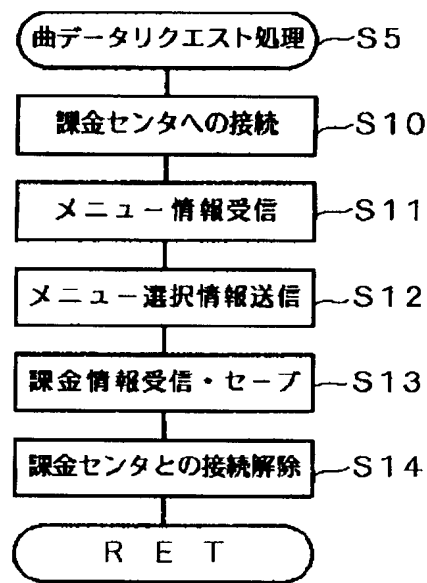 曲データリクエスト処理 S5
課金センタへの接続 S10
メニュー情報受信 S11
メニュー選択情報送信 S12
課金情報受信・セーブ S13
課金センタとの接続解除 S14
RET